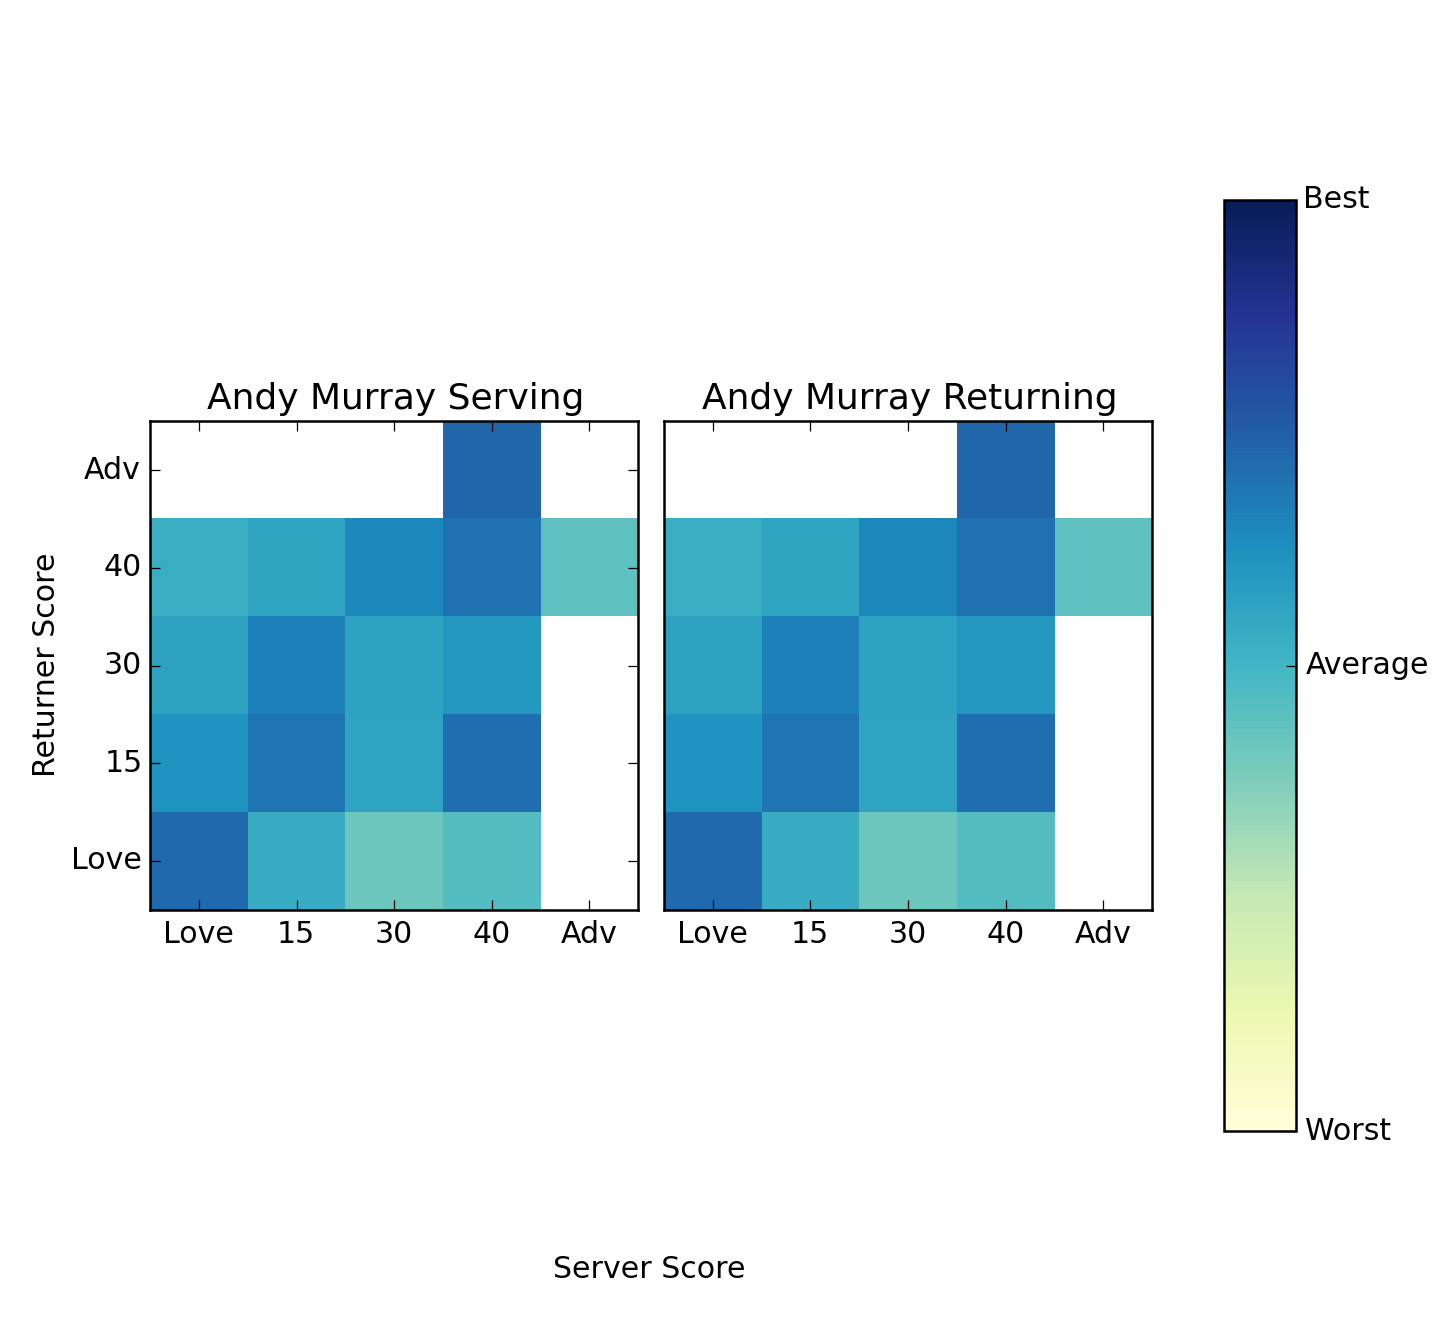 Best
Andy Murray Serving
Andy Murray Returning
Adv
40
30
15
Love
Returner Score
Average
Love 15 30 40 Adv
Love 15 30 40 Adv
Worst
Server Score